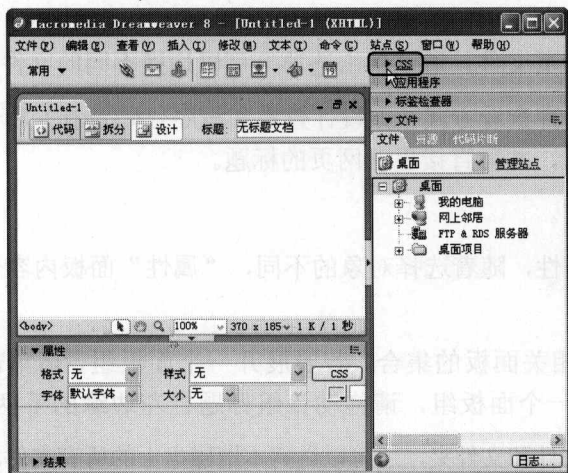 Macromedia Dreamweaver 8 - [Untitled-1 (XHTML)]
文件(F) 编辑(E) 查看(V) 插入(I) 修改(M) 文本(T) 命令(C) 站点(S) 窗口(W) 帮助(H)
常用
CSS
应用程序
标签检查器
文件
文件 资源 代码片断
桌面 管理站点
桌面
我的电脑
网上邻居
FTP & RDS 服务器
桌面项目
日志...
Untitled-1
代码 拆分 设计 标题: 无标题文档
<body> 100% 370 x 185 1 K / 1 秒
属性
格式 无 样式 无 CSS
字体 默认字体 大小 无
结果